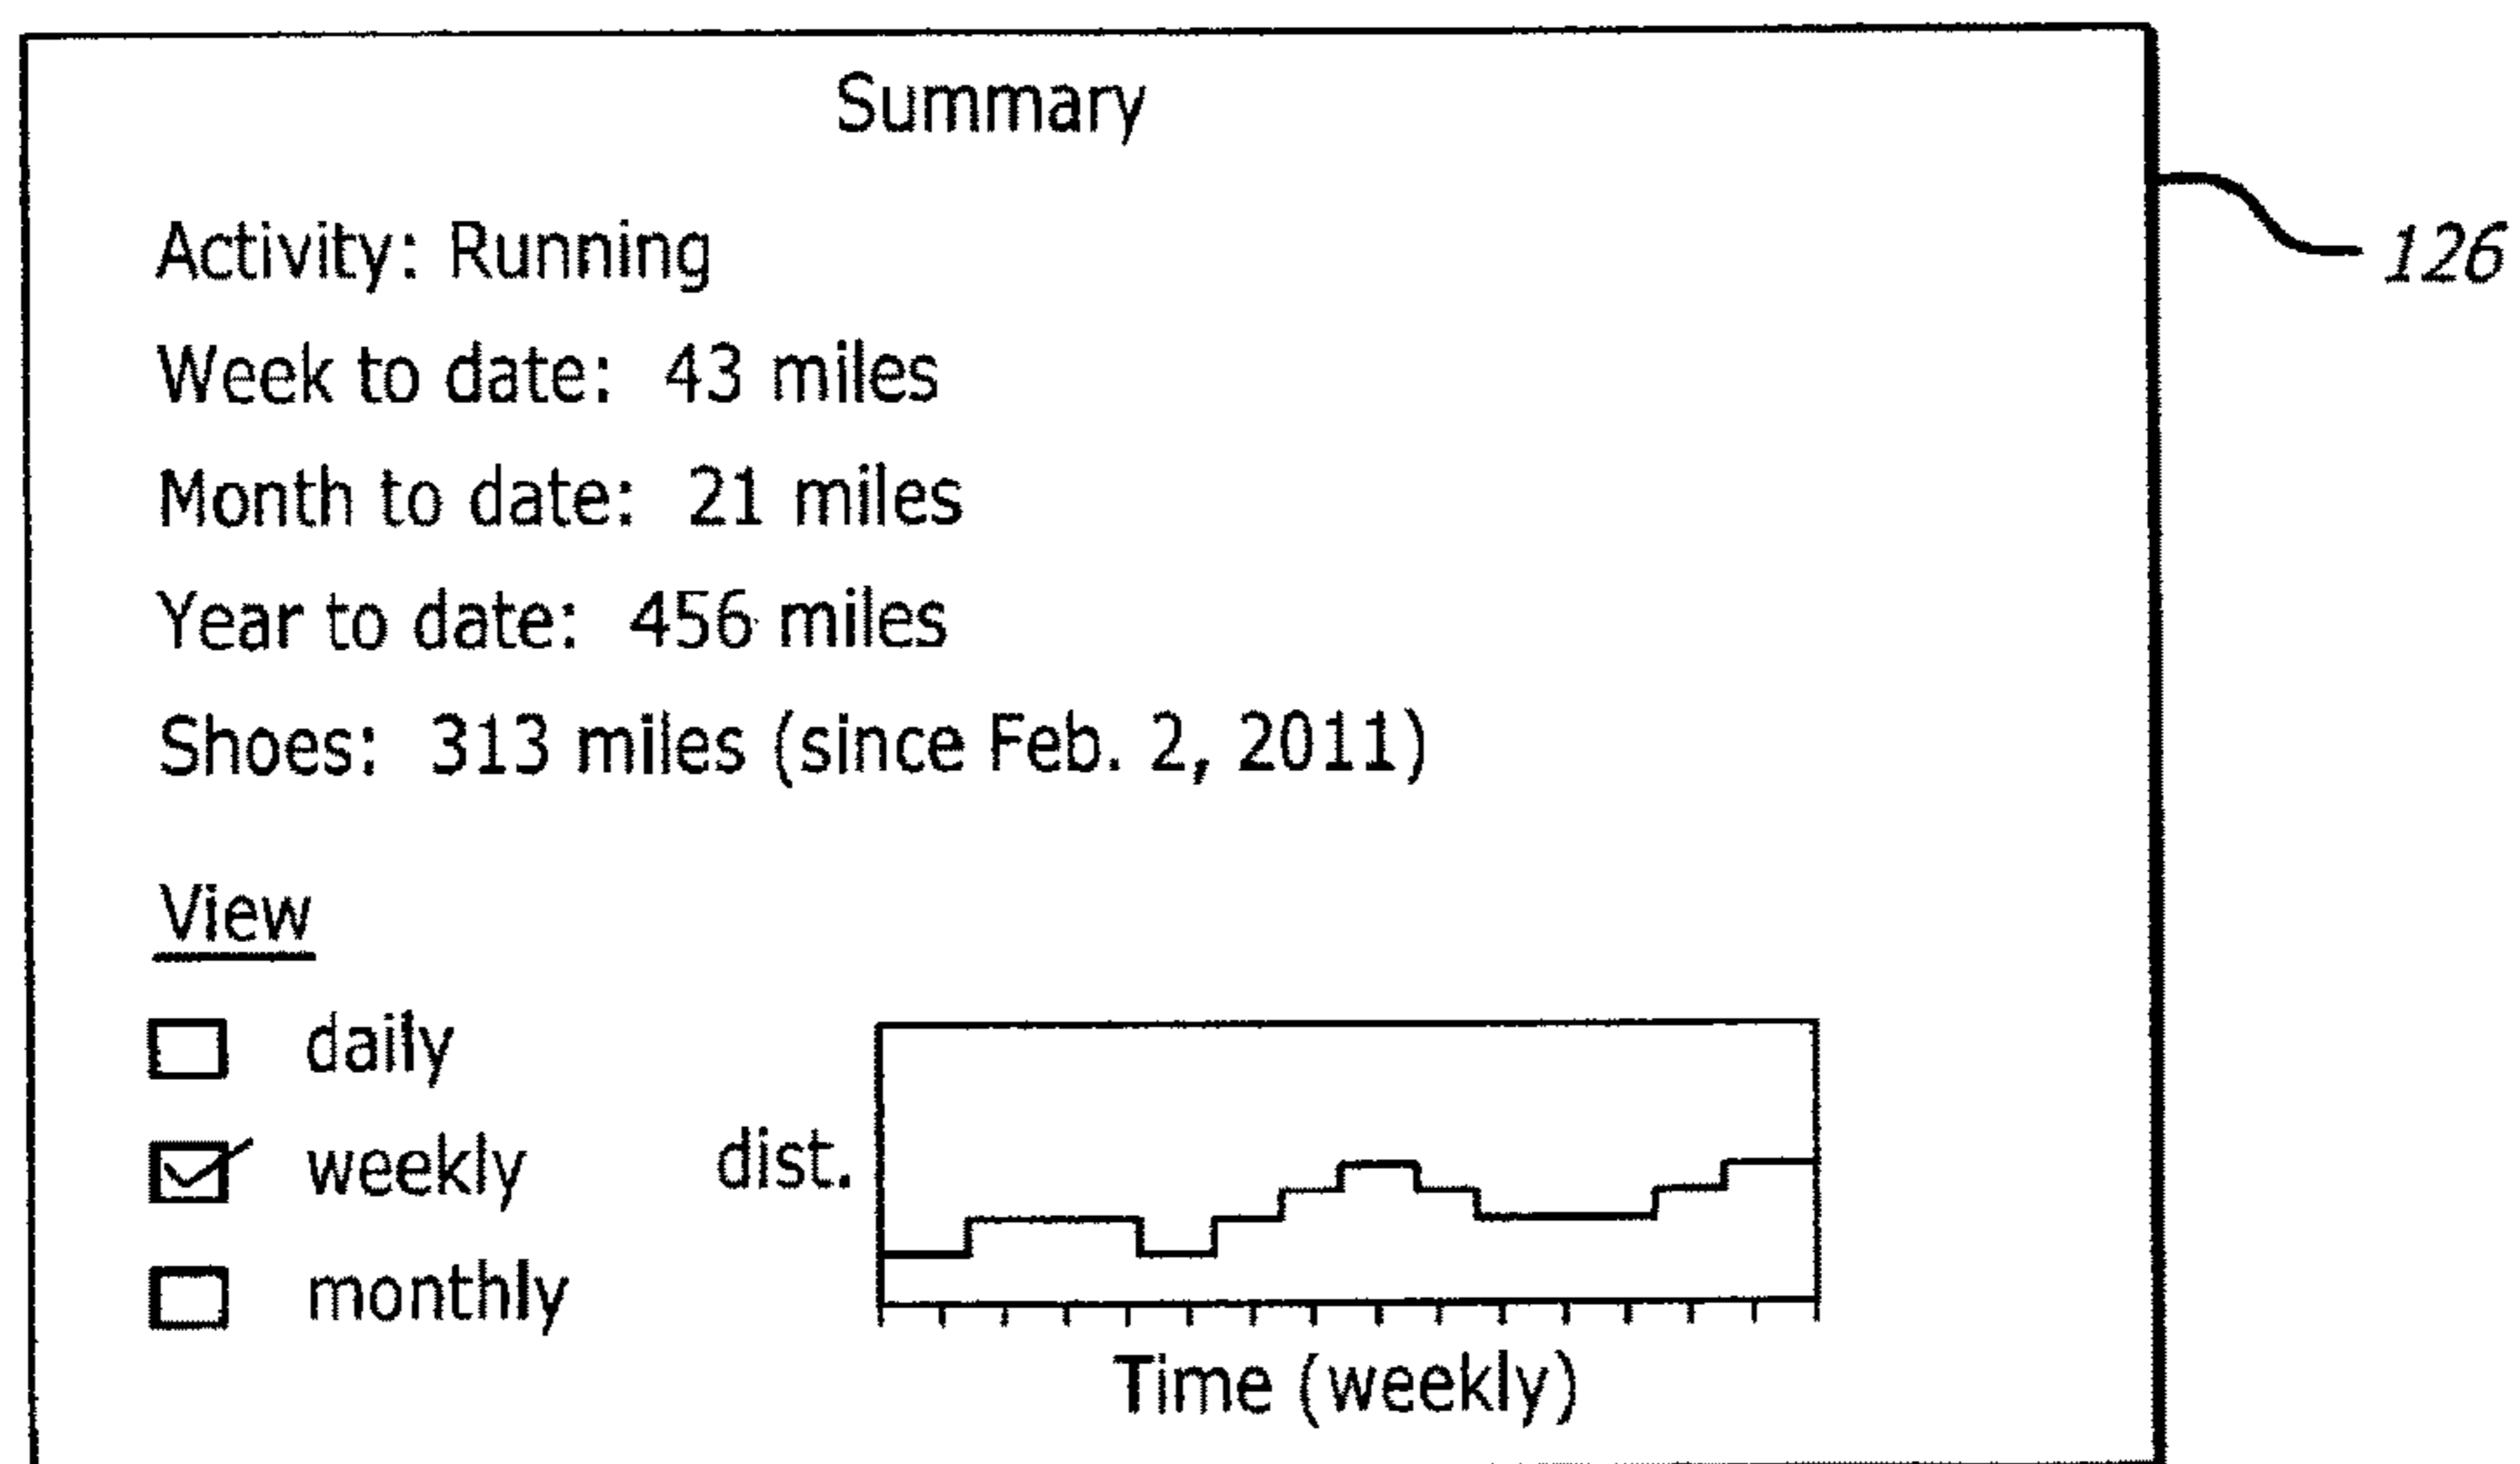 Summary
126
Activity: Running
Week to date: 43 miles
Month to date: 21 miles
Year to date: 456 miles
Shoes: 313 miles (since Feb. 2, 2011)
View
daily
weekly
monthly
dist.
Time (weekly)